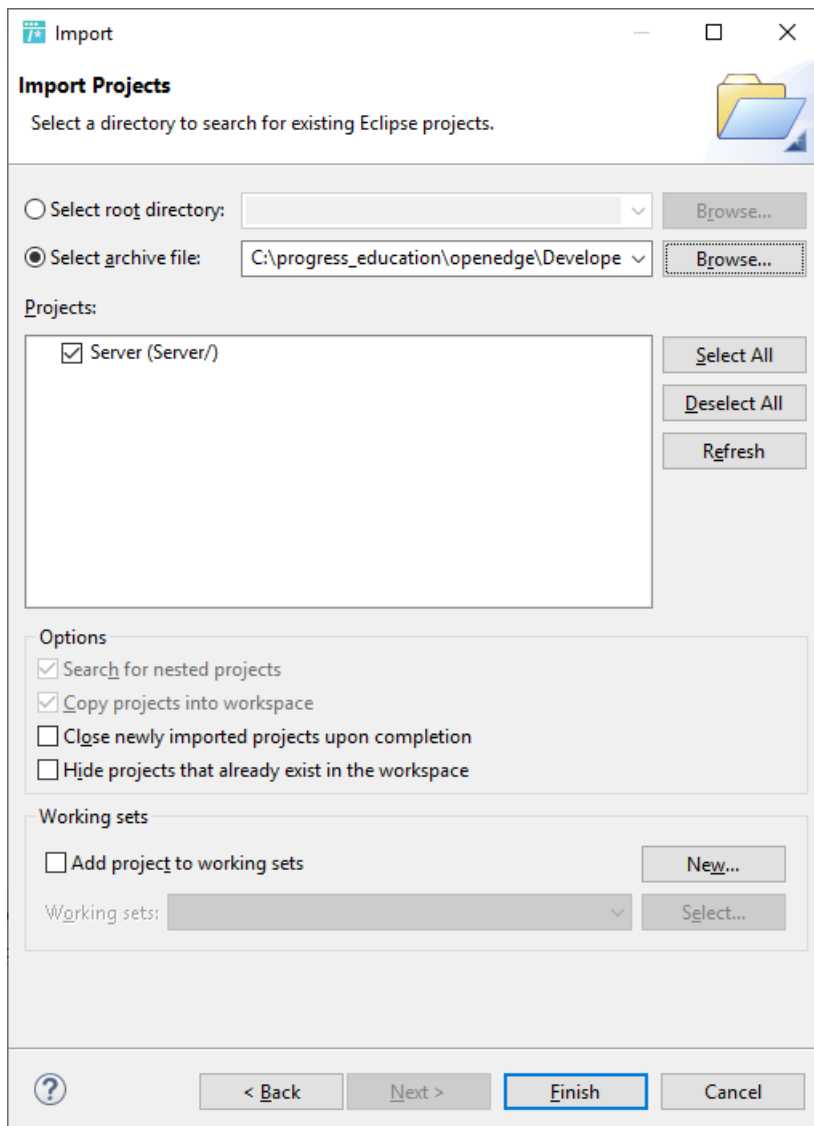 Import
Import Projects
Select a directory to search for existing Eclipse projects.
Select root directory:
Browse...
Select archive file:
C:\progress_education\openedge\Develope
Browse...
Projects:
Server (Server/)
Select All
Deselect All
Refresh
Options
Search for nested projects
Copy projects into workspace
Close newly imported projects upon completion
Hide projects that already exist in the workspace
Working sets
Add project to working sets
New...
Working sets:
Select...
< Back
Next >
Finish
Cancel